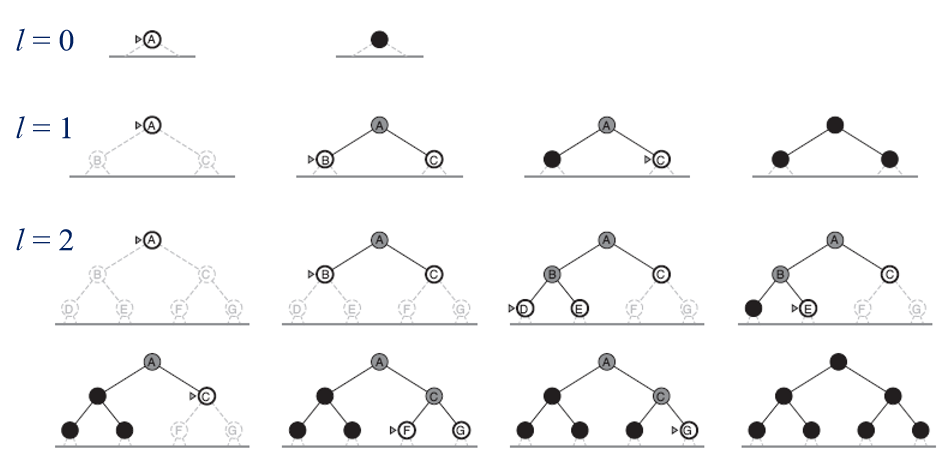 l = 0 A
l = 1 A A A
B C B C C
l = 2 A A A A
B C B C B C B C
D E F G D E F G D E F G E F G
A A A
C C C
F G F G G